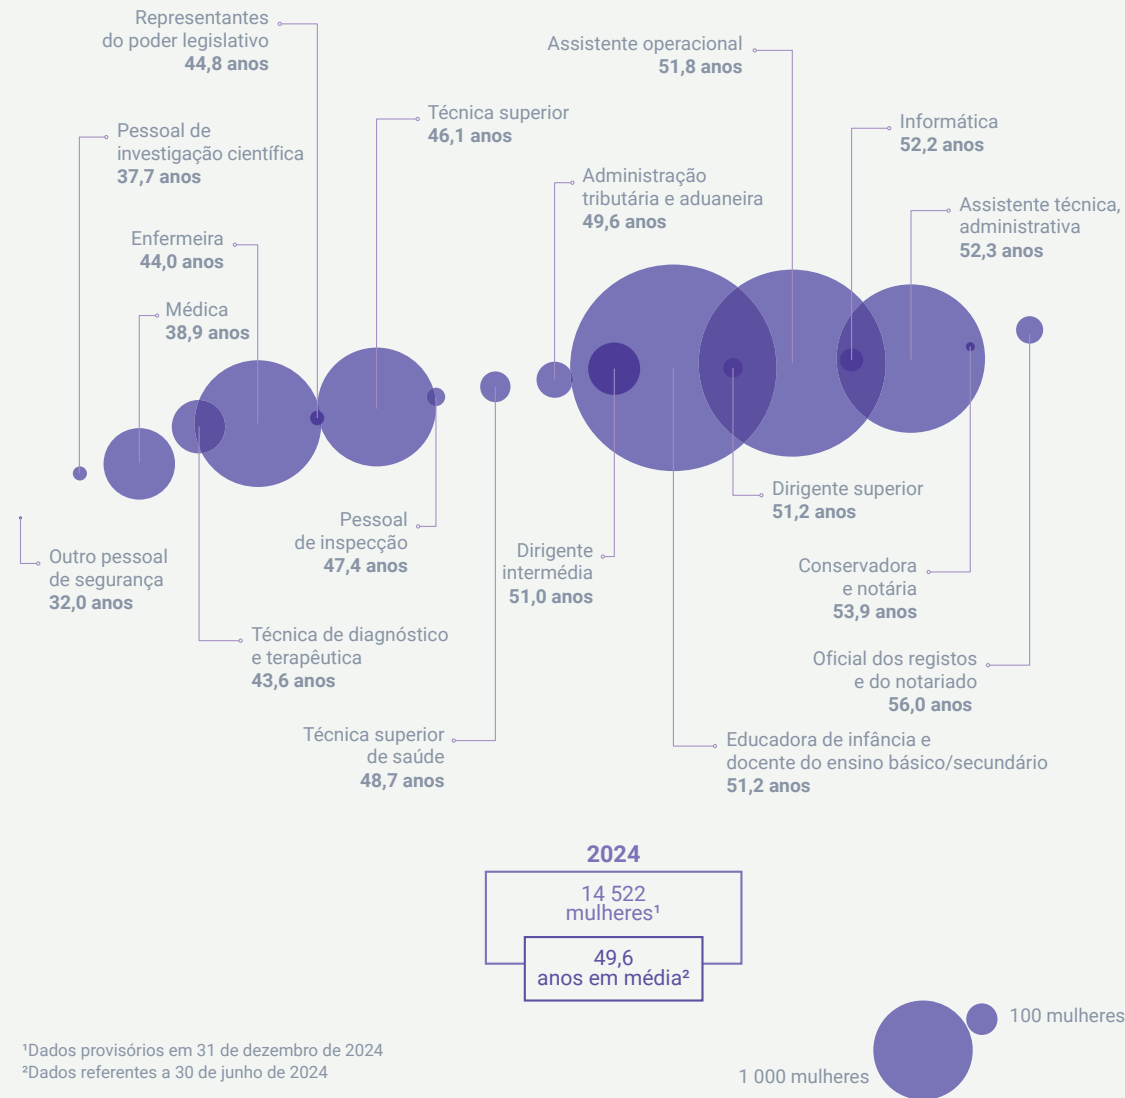 Representantes
do poder legislativo
44,8 anos
Assistente operacional
51,8 anos
Técnica superior
46,1 anos
Pessoal de
investigação científica
37,7 anos
Informática
52,2 anos
Administração
tributária e aduaneira
49,6 anos
Assistente técnica,
administrativa
52,3 anos
Enfermeira
44,0 anos
Médica
38,9 anos
Dirigente superior
51,2 anos
Pessoal
de inspecção
47,4 anos
Dirigente
intermédia
51,0 anos
Outro pessoal
de segurança
32,0 anos
Conservadora
e notária
53,9 anos
Técnica de diagnóstico
e terapêutica
43,6 anos
Oficial dos registos
e do notariado
56,0 anos
Técnica superior
de saúde
48,7 anos
Educadora de infância e
docente do ensino básico/secundário
51,2 anos
2024
14 522
mulheres¹
49,6
anos em média²
100 mulheres
1 000 mulheres
¹Dados provisórios em 31 de dezembro de 2024
²Dados referentes a 30 de junho de 2024